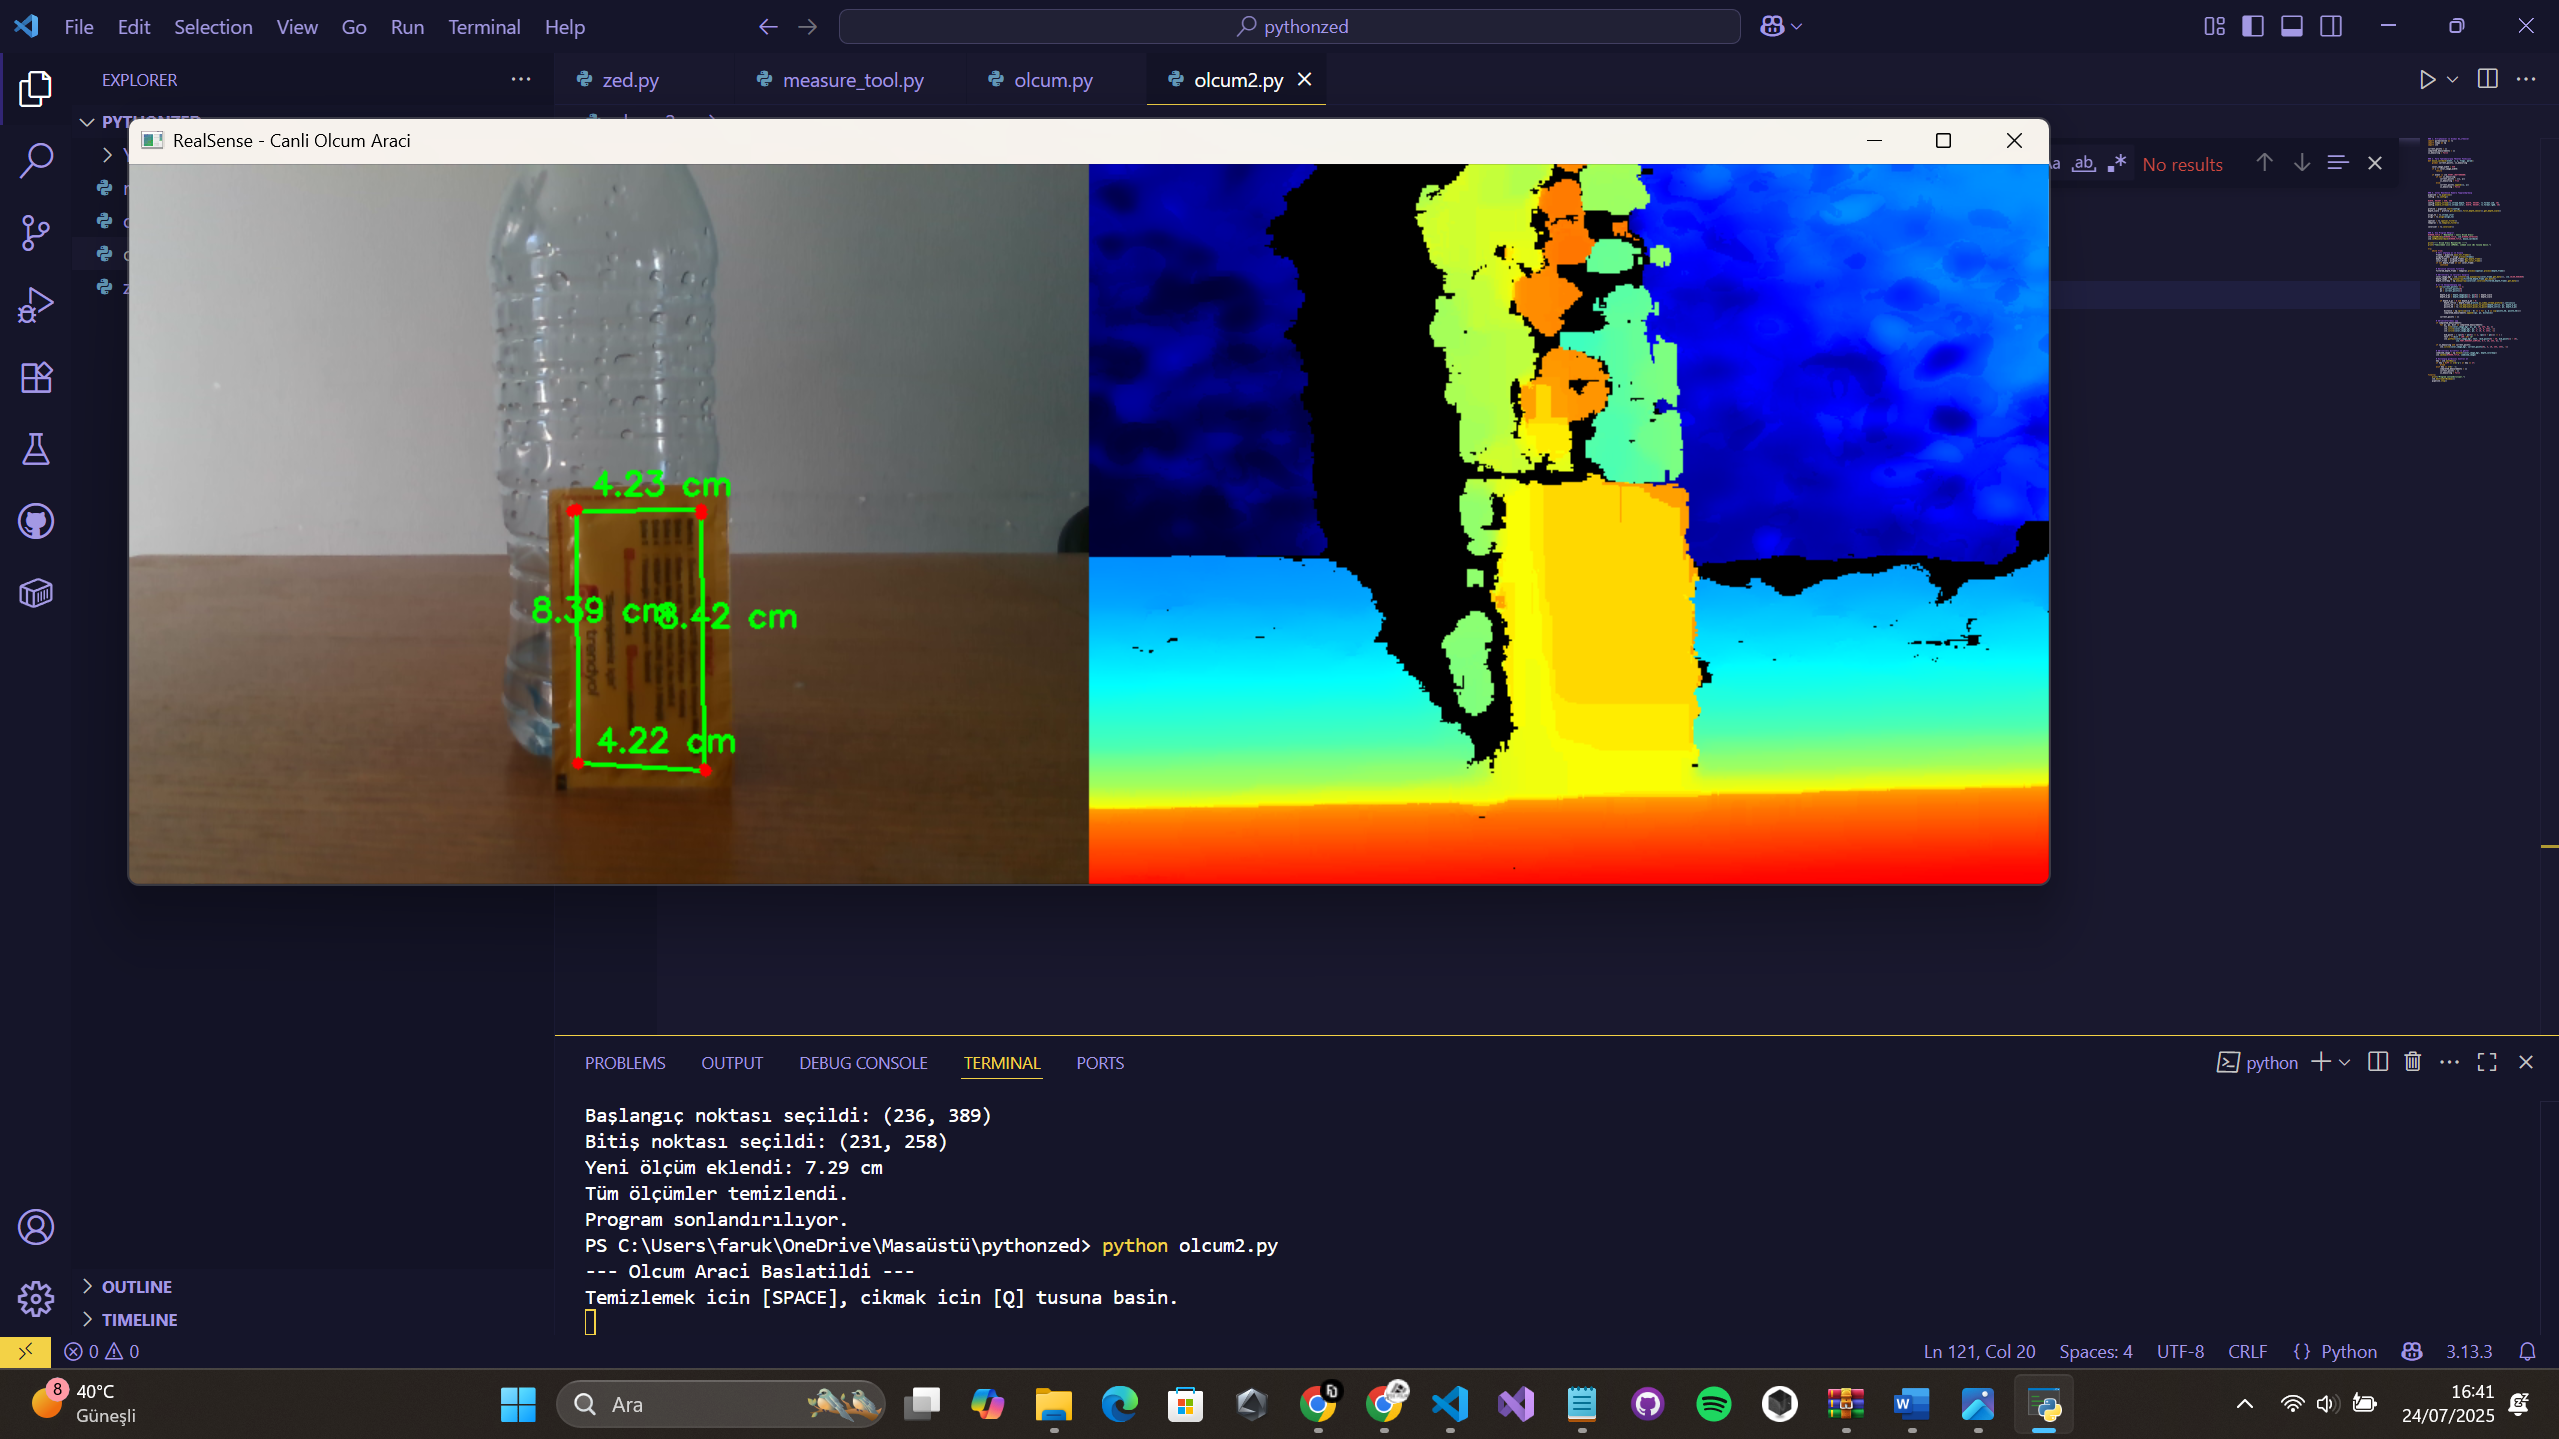 File Edit Selection View Go Run Terminal Help
pythonzed
EXPLORER
zed.py
measure_tool.py
olcum.py
olcum2.py
PYTHONZED
RealSense - Canli Olcum Araci
No results
4.23 cm
8.39 cm
8.42 cm
4.22 cm
trendyol
PROBLEMS OUTPUT DEBUG CONSOLE TERMINAL PORTS
python
Başlangıç noktası seçildi: (236, 389)
Bitiş noktası seçildi: (231, 258)
Yeni ölçüm eklendi: 7.29 cm
Tüm ölçümler temizlendi.
Program sonlandırılıyor.
PS C:\Users\faruk\OneDrive\Masaüstü\pythonzed> python olcum2.py
--- Olcum Araci Baslatildi ---
Temizlemek icin [SPACE], cikmak icin [Q] tusuna basin.
OUTLINE
TIMELINE
0 0
Ln 121, Col 20 Spaces: 4 UTF-8 CRLF {} Python 3.13.3
8
40°C
Güneşli
Ara
16:41
24/07/2025